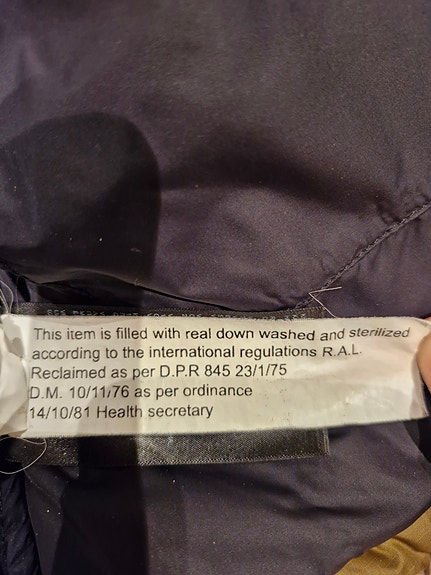 This item is filled with real down washed and sterilized
according to the international regulations R.A.L.
Reclaimed as per D.P.R 845 23/1/75
D.M. 10/11/76 as per ordinance
14/10/81 Health secretary